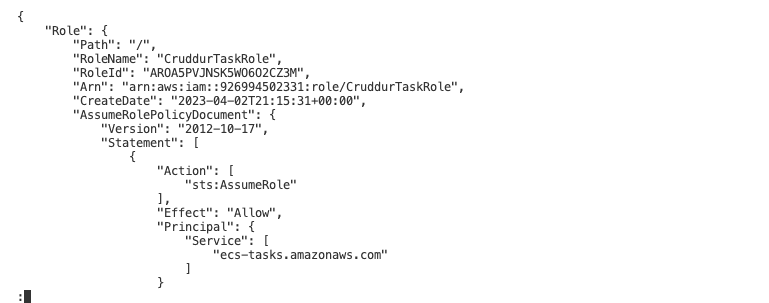 {
    "Role": {
        "Path": "/",
        "RoleName": "CruddurTaskRole",
        "RoleId": "AROA5PVJNSK5WO6O2CZ3M",
        "Arn": "arn:aws:iam::926994502331:role/CruddurTaskRole",
        "CreateDate": "2023-04-02T21:15:31+00:00",
        "AssumeRolePolicyDocument": {
            "Version": "2012-10-17",
            "Statement": [
                {
                    "Action": [
                        "sts:AssumeRole"
                    ],
                    "Effect": "Allow",
                    "Principal": {
                        "Service": [
                            "ecs-tasks.amazonaws.com"
                        ]
                    }
: